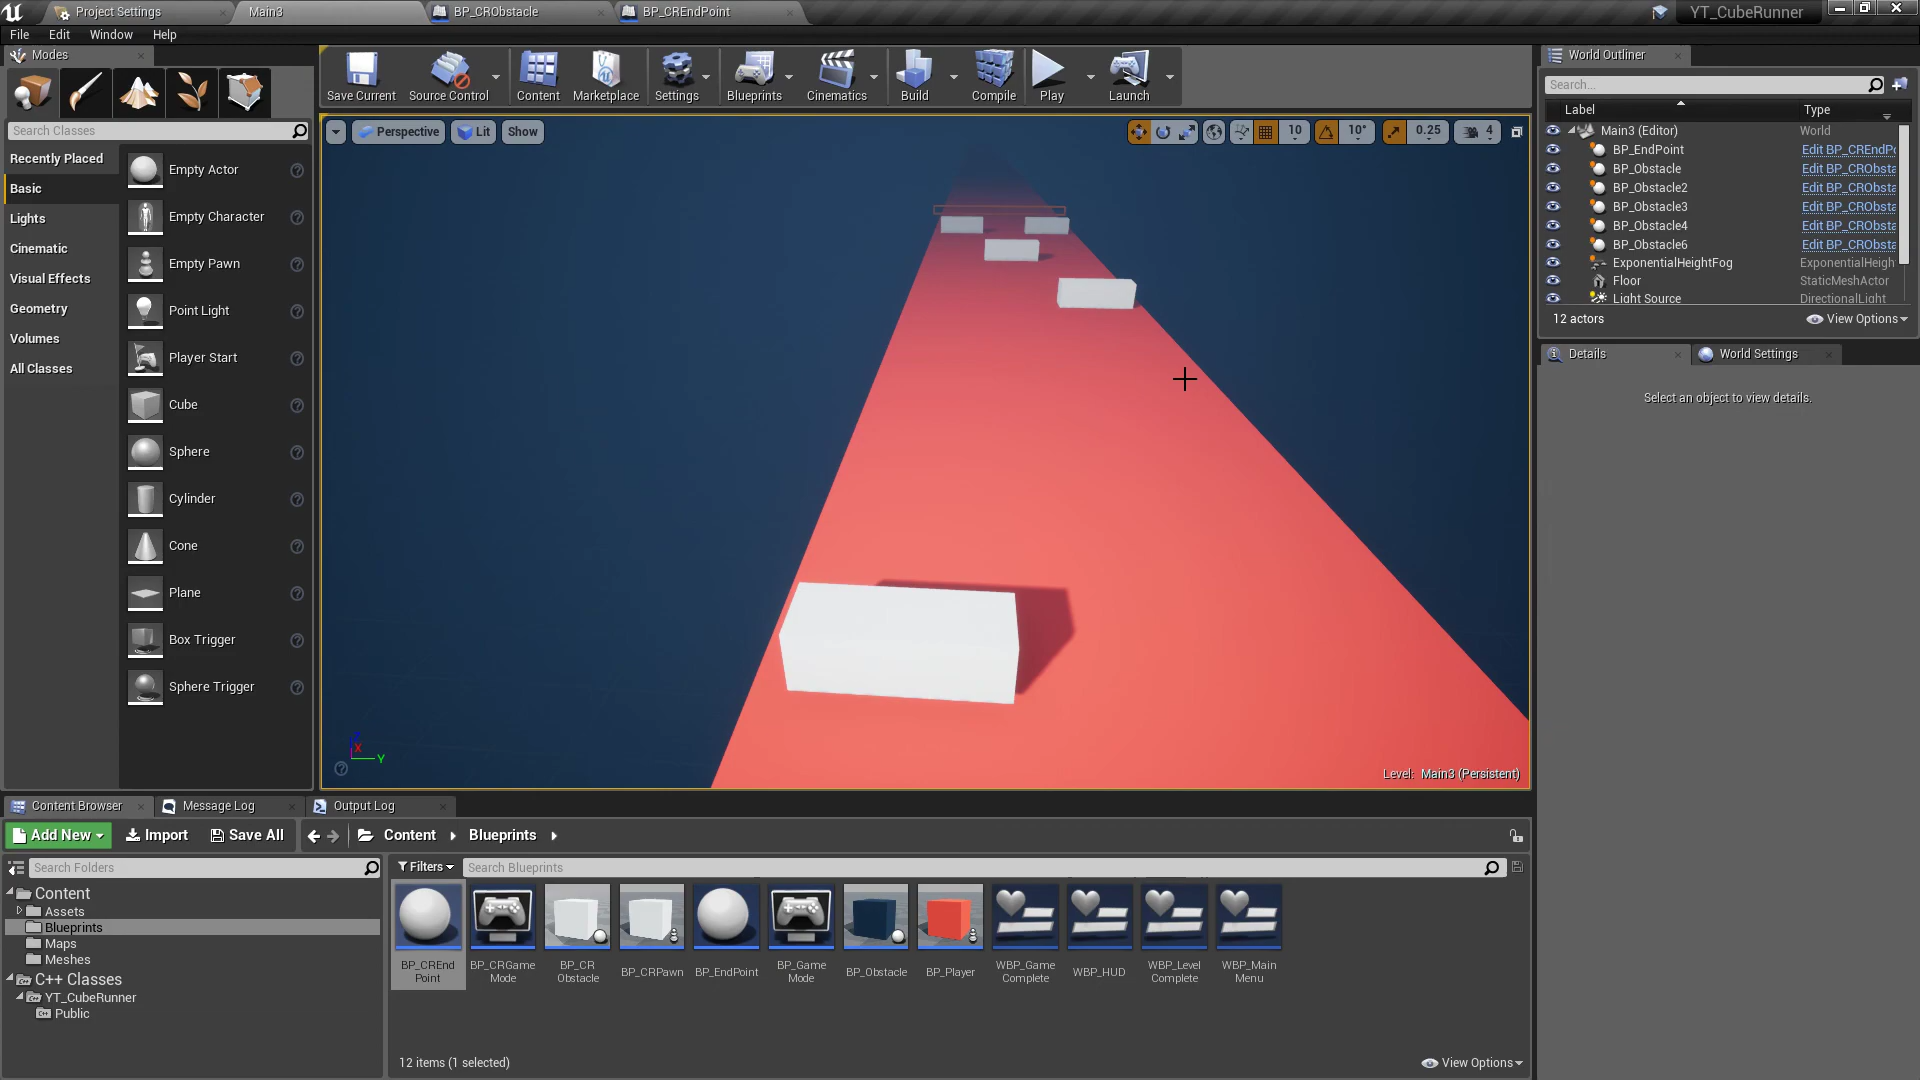 Project Settings
Main3
BP_CRObstacle
BP_CREndPoint
YT_CubeRunner
File
Edit
Window
Help
Modes
Save Current
Source Control
Content
Marketplace
Settings
Blueprints
Cinematics
Build
Compile
Play
Launch
Search Classes
Recently Placed
Basic
Lights
Cinematic
Visual Effects
Geometry
Volumes
All Classes
Empty Actor
Empty Character
Empty Pawn
Point Light
Player Start
Cube
Sphere
Cylinder
Cone
Plane
Box Trigger
Sphere Trigger
Perspective
Lit
Show
10
10°
0.25
4
X
Y
Level: Main3 (Persistent)
World Outliner
Search...
Label
Type
Main3 (Editor)
World
BP_EndPoint
Edit BP_CREndPo
BP_Obstacle
Edit BP_CRObsta
BP_Obstacle2
Edit BP_CRObsta
BP_Obstacle3
Edit BP_CRObsta
BP_Obstacle4
Edit BP_CRObsta
BP_Obstacle6
Edit BP_CRObsta
ExponentialHeightFog
ExponentialHeigh
Floor
StaticMeshActor
Light Source
DirectionalLight
12 actors
View Options
Details
World Settings
Select an object to view details.
Content Browser
Message Log
Output Log
Add New
Import
Save All
Content
Blueprints
Search Folders
Filters
Search Blueprints
Content
Assets
Blueprints
Maps
Meshes
C++ Classes
YT_CubeRunner
Public
BP_CREnd
Point
BP_CRGame
Mode
BP_CR
Obstacle
BP_CRPawn
BP_EndPoint
BP_Game
Mode
BP_Obstacle
BP_Player
WBP_Game
Complete
WBP_HUD
WBP_Level
Complete
WBP_Main
Menu
12 items (1 selected)
View Options